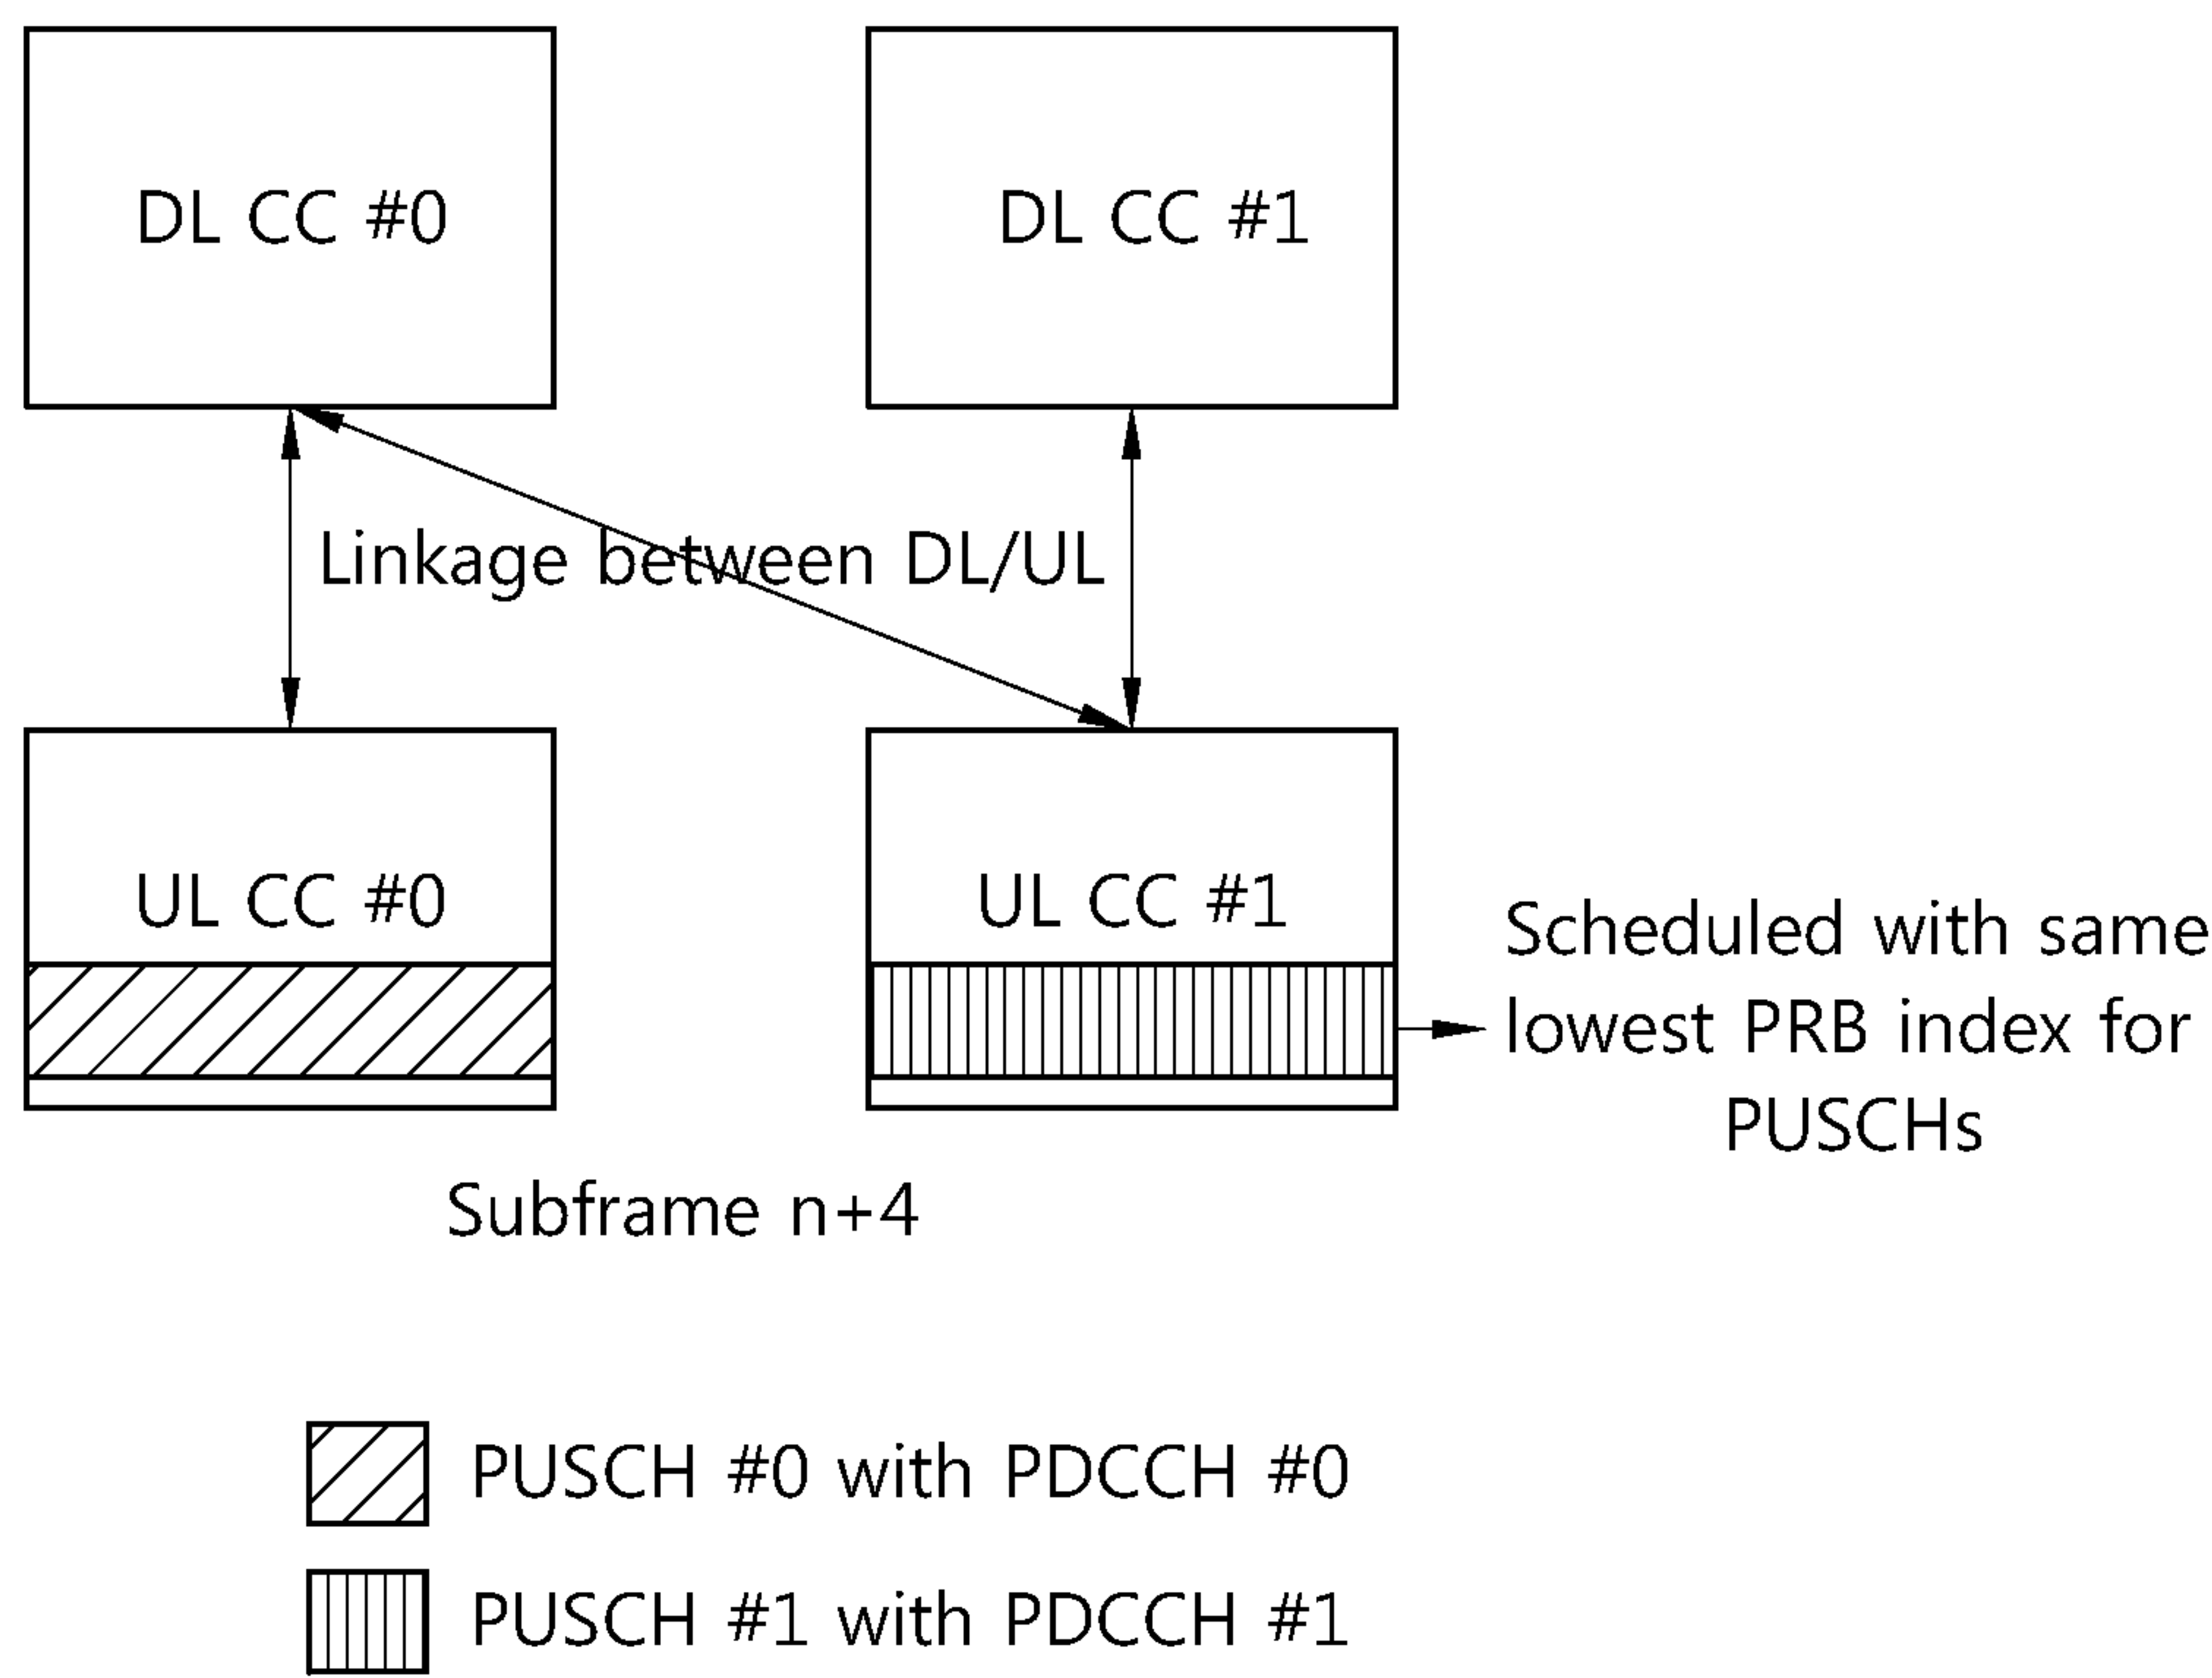 DL CC #0
DL CC #1
Linkage between DL/UL
UL CC #0
UL CC #1
Scheduled with same
lowest PRB index for
PUSCHs
Subframe n+4
PUSCH #0 with PDCCH #0
PUSCH #1 with PDCCH #1